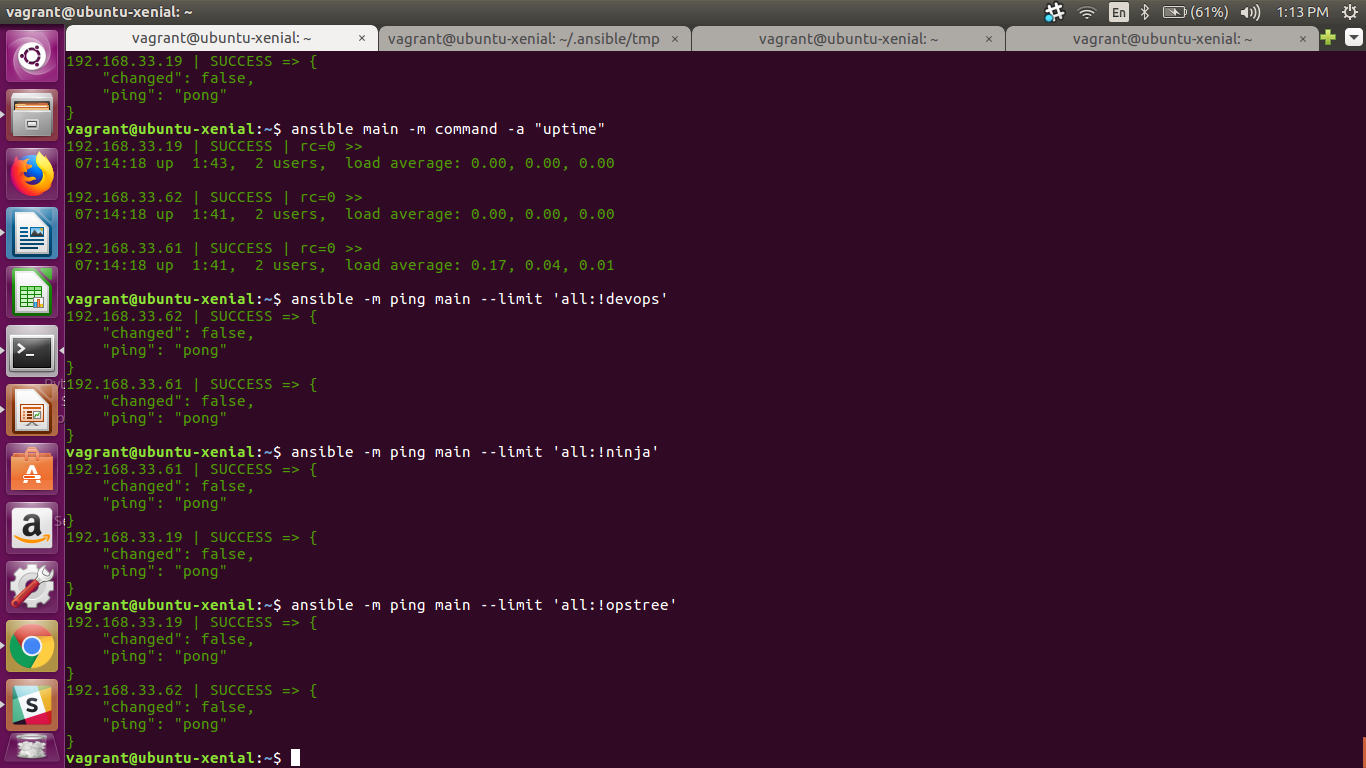 vagrant@ubuntu-xenial: ~
En
(61%)
1:13 PM
vagrant@ubuntu-xenial: ~ ×
vagrant@ubuntu-xenial: ~/.ansible/tmp ×
vagrant@ubuntu-xenial: ~ ×
vagrant@ubuntu-xenial: ~ ×
192.168.33.19 | SUCCESS => {
    "changed": false,
    "ping": "pong"
}
vagrant@ubuntu-xenial:~$ ansible main -m command -a "uptime"
192.168.33.19 | SUCCESS | rc=0 >>
 07:14:18 up  1:43,  2 users,  load average: 0.00, 0.00, 0.00
192.168.33.62 | SUCCESS | rc=0 >>
 07:14:18 up  1:41,  2 users,  load average: 0.00, 0.00, 0.00
192.168.33.61 | SUCCESS | rc=0 >>
 07:14:18 up  1:41,  2 users,  load average: 0.17, 0.04, 0.01
vagrant@ubuntu-xenial:~$ ansible -m ping main --limit 'all:!devops'
192.168.33.62 | SUCCESS => {
    "changed": false,
    "ping": "pong"
}
192.168.33.61 | SUCCESS => {
    "changed": false,
    "ping": "pong"
}
vagrant@ubuntu-xenial:~$ ansible -m ping main --limit 'all:!ninja'
192.168.33.61 | SUCCESS => {
    "changed": false,
    "ping": "pong"
}
192.168.33.19 | SUCCESS => {
    "changed": false,
    "ping": "pong"
}
vagrant@ubuntu-xenial:~$ ansible -m ping main --limit 'all:!opstree'
192.168.33.19 | SUCCESS => {
    "changed": false,
    "ping": "pong"
}
192.168.33.62 | SUCCESS => {
    "changed": false,
    "ping": "pong"
}
vagrant@ubuntu-xenial:~$